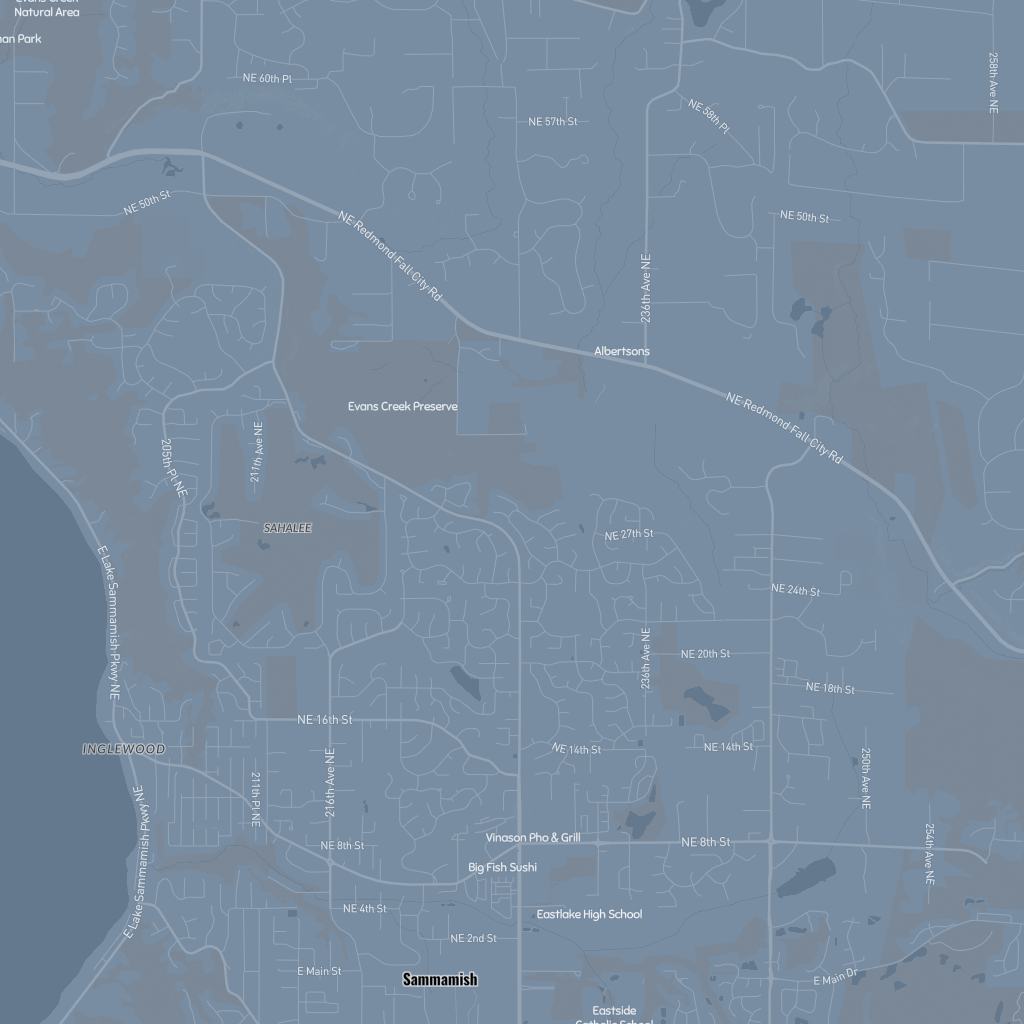 Natural Area
NE 60th Pl
258th Ave NE
NE 58th Pl
NE 57th St
NE 50th St
NE 50th St
NE Redmond Fall City Rd
236th Ave NE
Albertsons
Evans Creek Preserve
NE Redmond Fall City Rd
211th Ave NE
205th Pl NE
SAHALEE
NE 27th St
E Lake Sammamish Pkwy NE
NE 24th St
236th Ave NE
NE 20th St
NE 18th St
NE 16th St
INGLEWOOD
NE 14th St
NE 14th St
216th Ave NE
211th Pl NE
250th Ave NE
E Lake Sammamish Pkwy NE
Vinason Pho & Grill
NE 8th St
NE 8th St
254th Ave NE
Big Fish Sushi
NE 4th St
Eastlake High School
NE 2nd St
E Main St
Sammamish
E Main Dr
Eastside